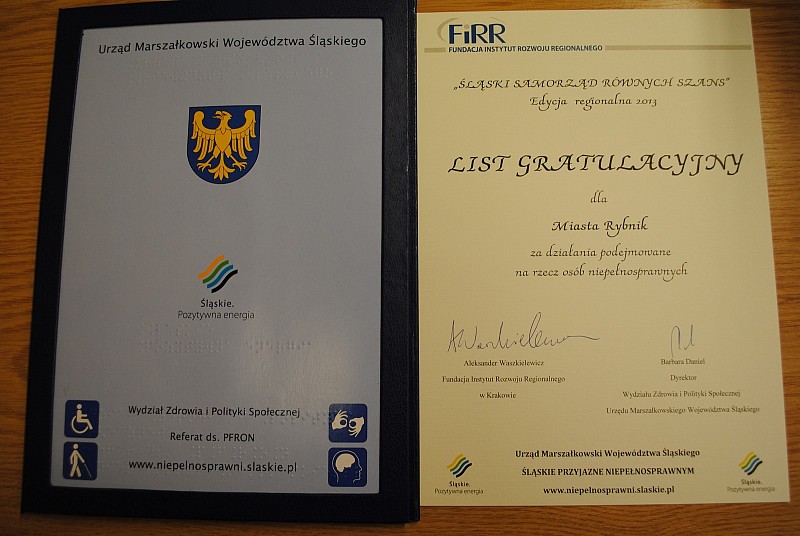 Urząd Marszałkowski Województwa Śląskiego
Śląskie.
Pozytywna energia
Wydział Zdrowia i Polityki Społecznej
Referat ds. PFRON
www.niepelnosprawni.slaskie.pl
FiRR
FUNDACJA INSTYTUT ROZWOJU REGIONALNEGO
„ŚLĄSKI SAMORZĄD RÓWNYCH SZANS”
Edycja regionalna 2013
LIST GRATULACYJNY
dla
Miasta Rybnik
za działania podejmowane
na rzecz osób niepełnosprawnych
AWaszkielewicz
Aleksander Waszkielewicz
Fundacja Instytut Rozwoju Regionalnego
w Krakowie
Barbara Daniel
Dyrektor
Wydziału Zdrowia i Polityki Społecznej
Urzędu Marszałkowskiego Województwa Śląskiego
Urząd Marszałkowski Województwa Śląskiego
ŚLĄSKIE PRZYJAZNE NIEPEŁNOSPRAWNYM
www.niepelnosprawni.slaskie.pl
Śląskie.
Pozytywna energia
Śląskie.
Pozytywna energia